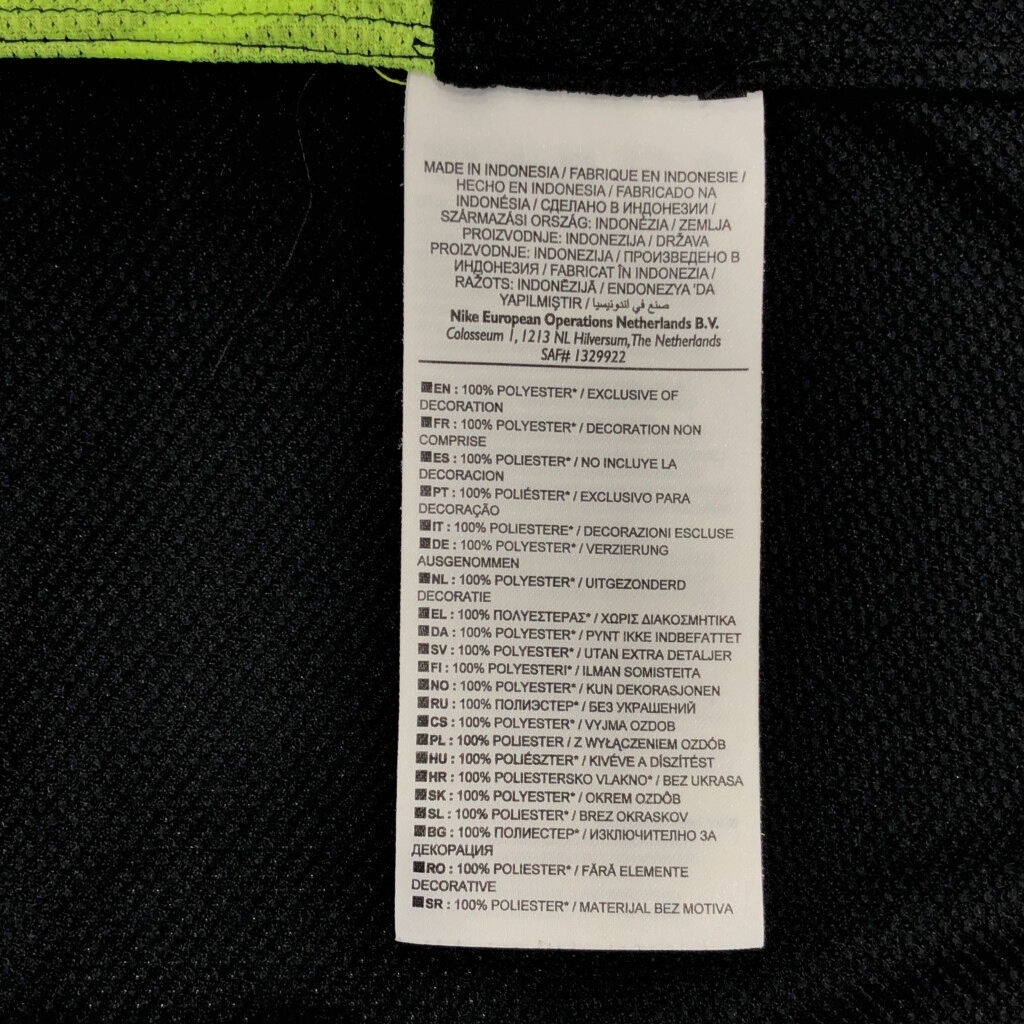 MADE IN INDONESIA / FABRIQUE EN INDONESIE /
HECHO EN INDONESIA / FABRICADO NA
INDONÉSIA / СДЕЛАНО В ИНДОНЕЗИИ /
SZÁRMAZÁSI ORSZÁG: INDONÉZIA / ZEMLJA
PROIZVODNJE: INDONEZIJA / DRŽAVA
PROIZVODNJE: INDONEZIJA / ПРОИЗВЕДЕНО В
ИНДОНЕЗИЯ / FABRICAT ÎN INDONEZIA /
RAŽOTS: INDONĒZIJĀ / ENDONEZYA 'DA
YAPILMIŞTIR / صنع في اندونيسيا
Nike European Operations Netherlands B.V.
Colosseum 1, 1213 NL Hilversum, The Netherlands
SAF# 1329922
EN : 100% POLYESTER* / EXCLUSIVE OF
DECORATION
FR : 100% POLYESTER* / DECORATION NON
COMPRISE
ES : 100% POLIESTER* / NO INCLUYE LA
DECORACION
PT : 100% POLIÉSTER* / EXCLUSIVO PARA
DECORAÇÃO
IT : 100% POLIESTERE* / DECORAZIONI ESCLUSE
DE : 100% POLYESTER* / VERZIERUNG
AUSGENOMMEN
NL : 100% POLYESTER* / UITGEZONDERD
DECORATIE
EL : 100% ΠΟΛΥΕΣΤΕΡΑΣ* / ΧΩΡΙΣ ΔΙΑΚΟΣΜΗΤΙΚΑ
DA : 100% POLYESTER* / PYNT IKKE INDBEFATTET
SV : 100% POLYESTER* / UTAN EXTRA DETALJER
FI : 100% POLYESTERI* / ILMAN SOMISTEITA
NO : 100% POLYESTER* / KUN DEKORASJONEN
RU : 100% ПОЛИЭСТЕР* / БЕЗ УКРАШЕНИЙ
CS : 100% POLYESTER* / VYJMA OZDOB
PL : 100% POLIESTER / Z WYŁĄCZENIEM OZDÓB
HU : 100% POLIÉSZTER* / KIVÉVE A DÍSZÍTÉST
HR : 100% POLIESTERSKO VLAKNO* / BEZ UKRASA
SK : 100% POLYESTER* / OKREM OZDÔB
SL : 100% POLIESTER* / BREZ OKRASKOV
BG : 100% ПОЛИЕСТЕР* / ИЗКЛЮЧИТЕЛНО ЗА
ДЕКОРАЦИЯ
RO : 100% POLIESTER* / FĂRĂ ELEMENTE
DECORATIVE
SR : 100% POLIESTER* / MATERIJAL BEZ MOTIVA